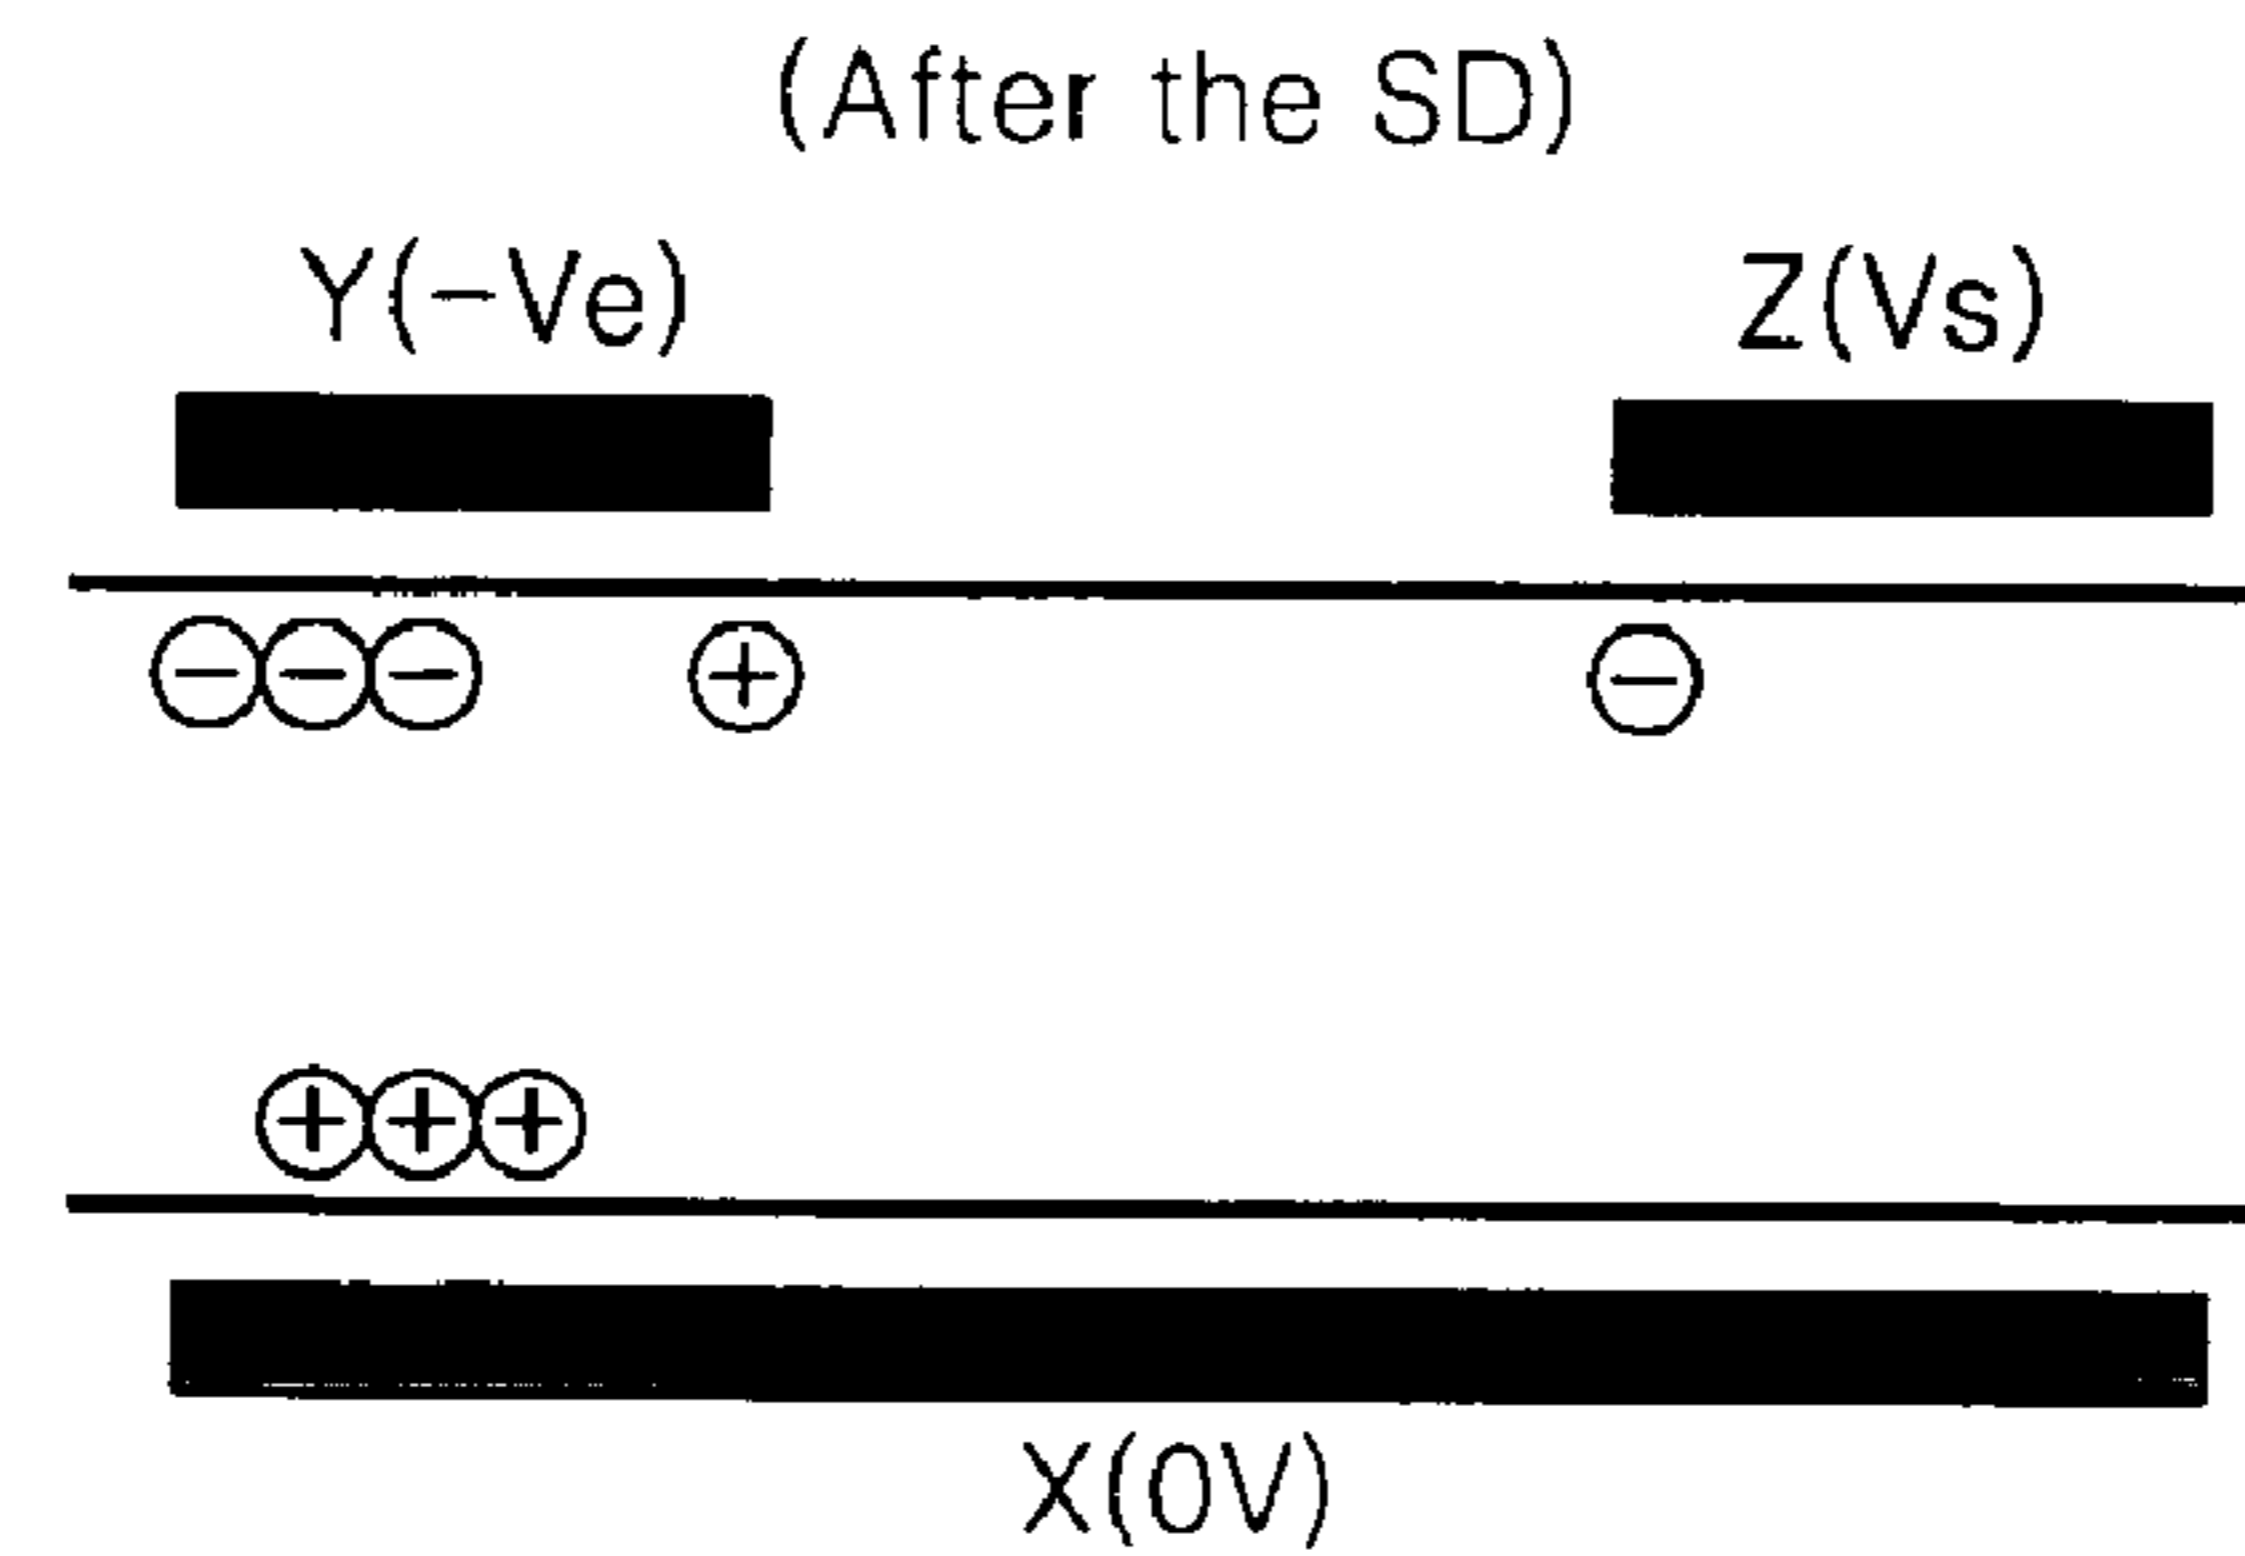 (After the SD)
Y(−Ve) Z(Vs)
⊖⊖⊖ ⊕ ⊖
⊕⊕⊕
X(0V)